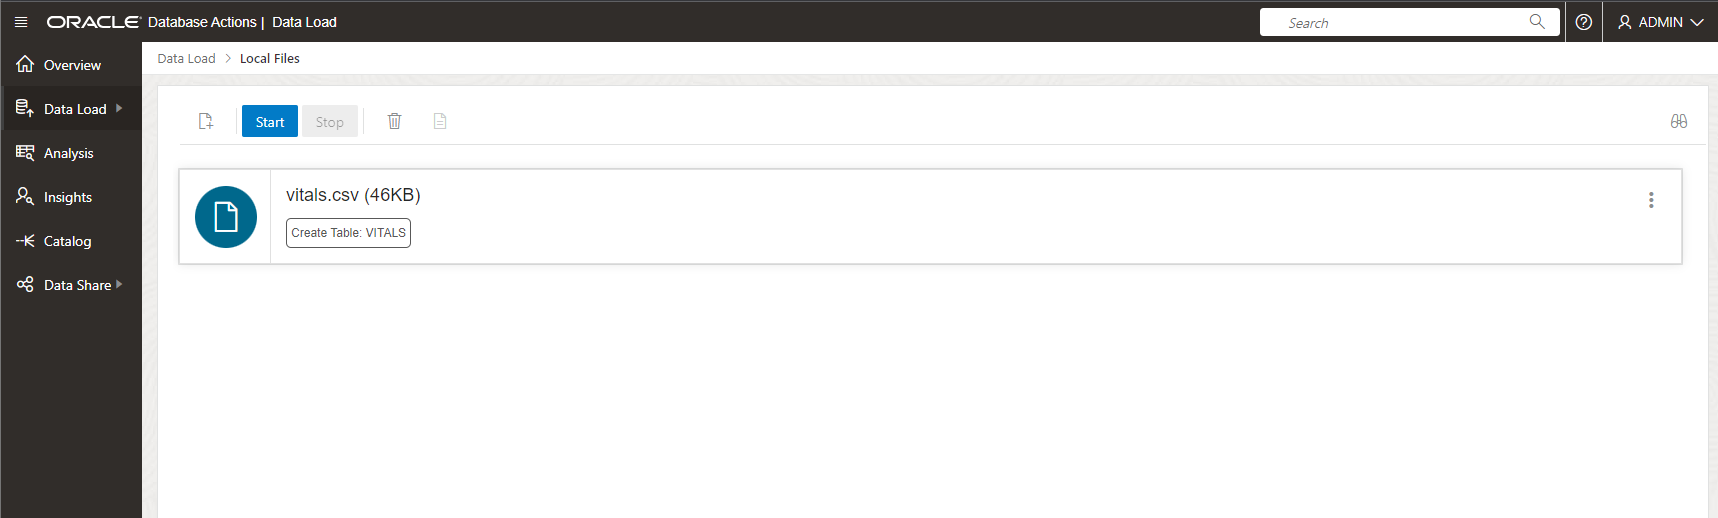 ORACLE Database Actions | Data Load
Search
ADMIN
Overview
Data Load
Analysis
Insights
Catalog
Data Share
Data Load > Local Files
Start
Stop
vitals.csv (46KB)
Create Table: VITALS